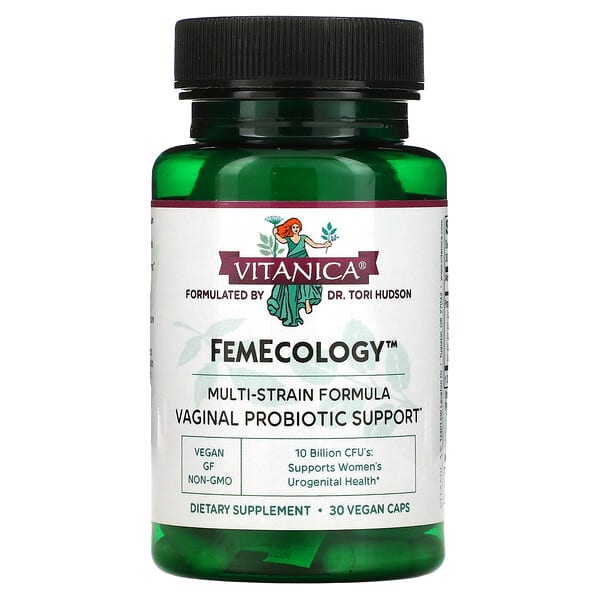 VITANICA®
FORMULATED BY DR. TORI HUDSON
FEMECOLOGY™
MULTI-STRAIN FORMULA
VAGINAL PROBIOTIC SUPPORT*
VEGAN
GF
NON-GMO
10 Billion CFU's:
Supports Women's
Urogenital Health*
DIETARY SUPPLEMENT • 30 VEGAN CAPS